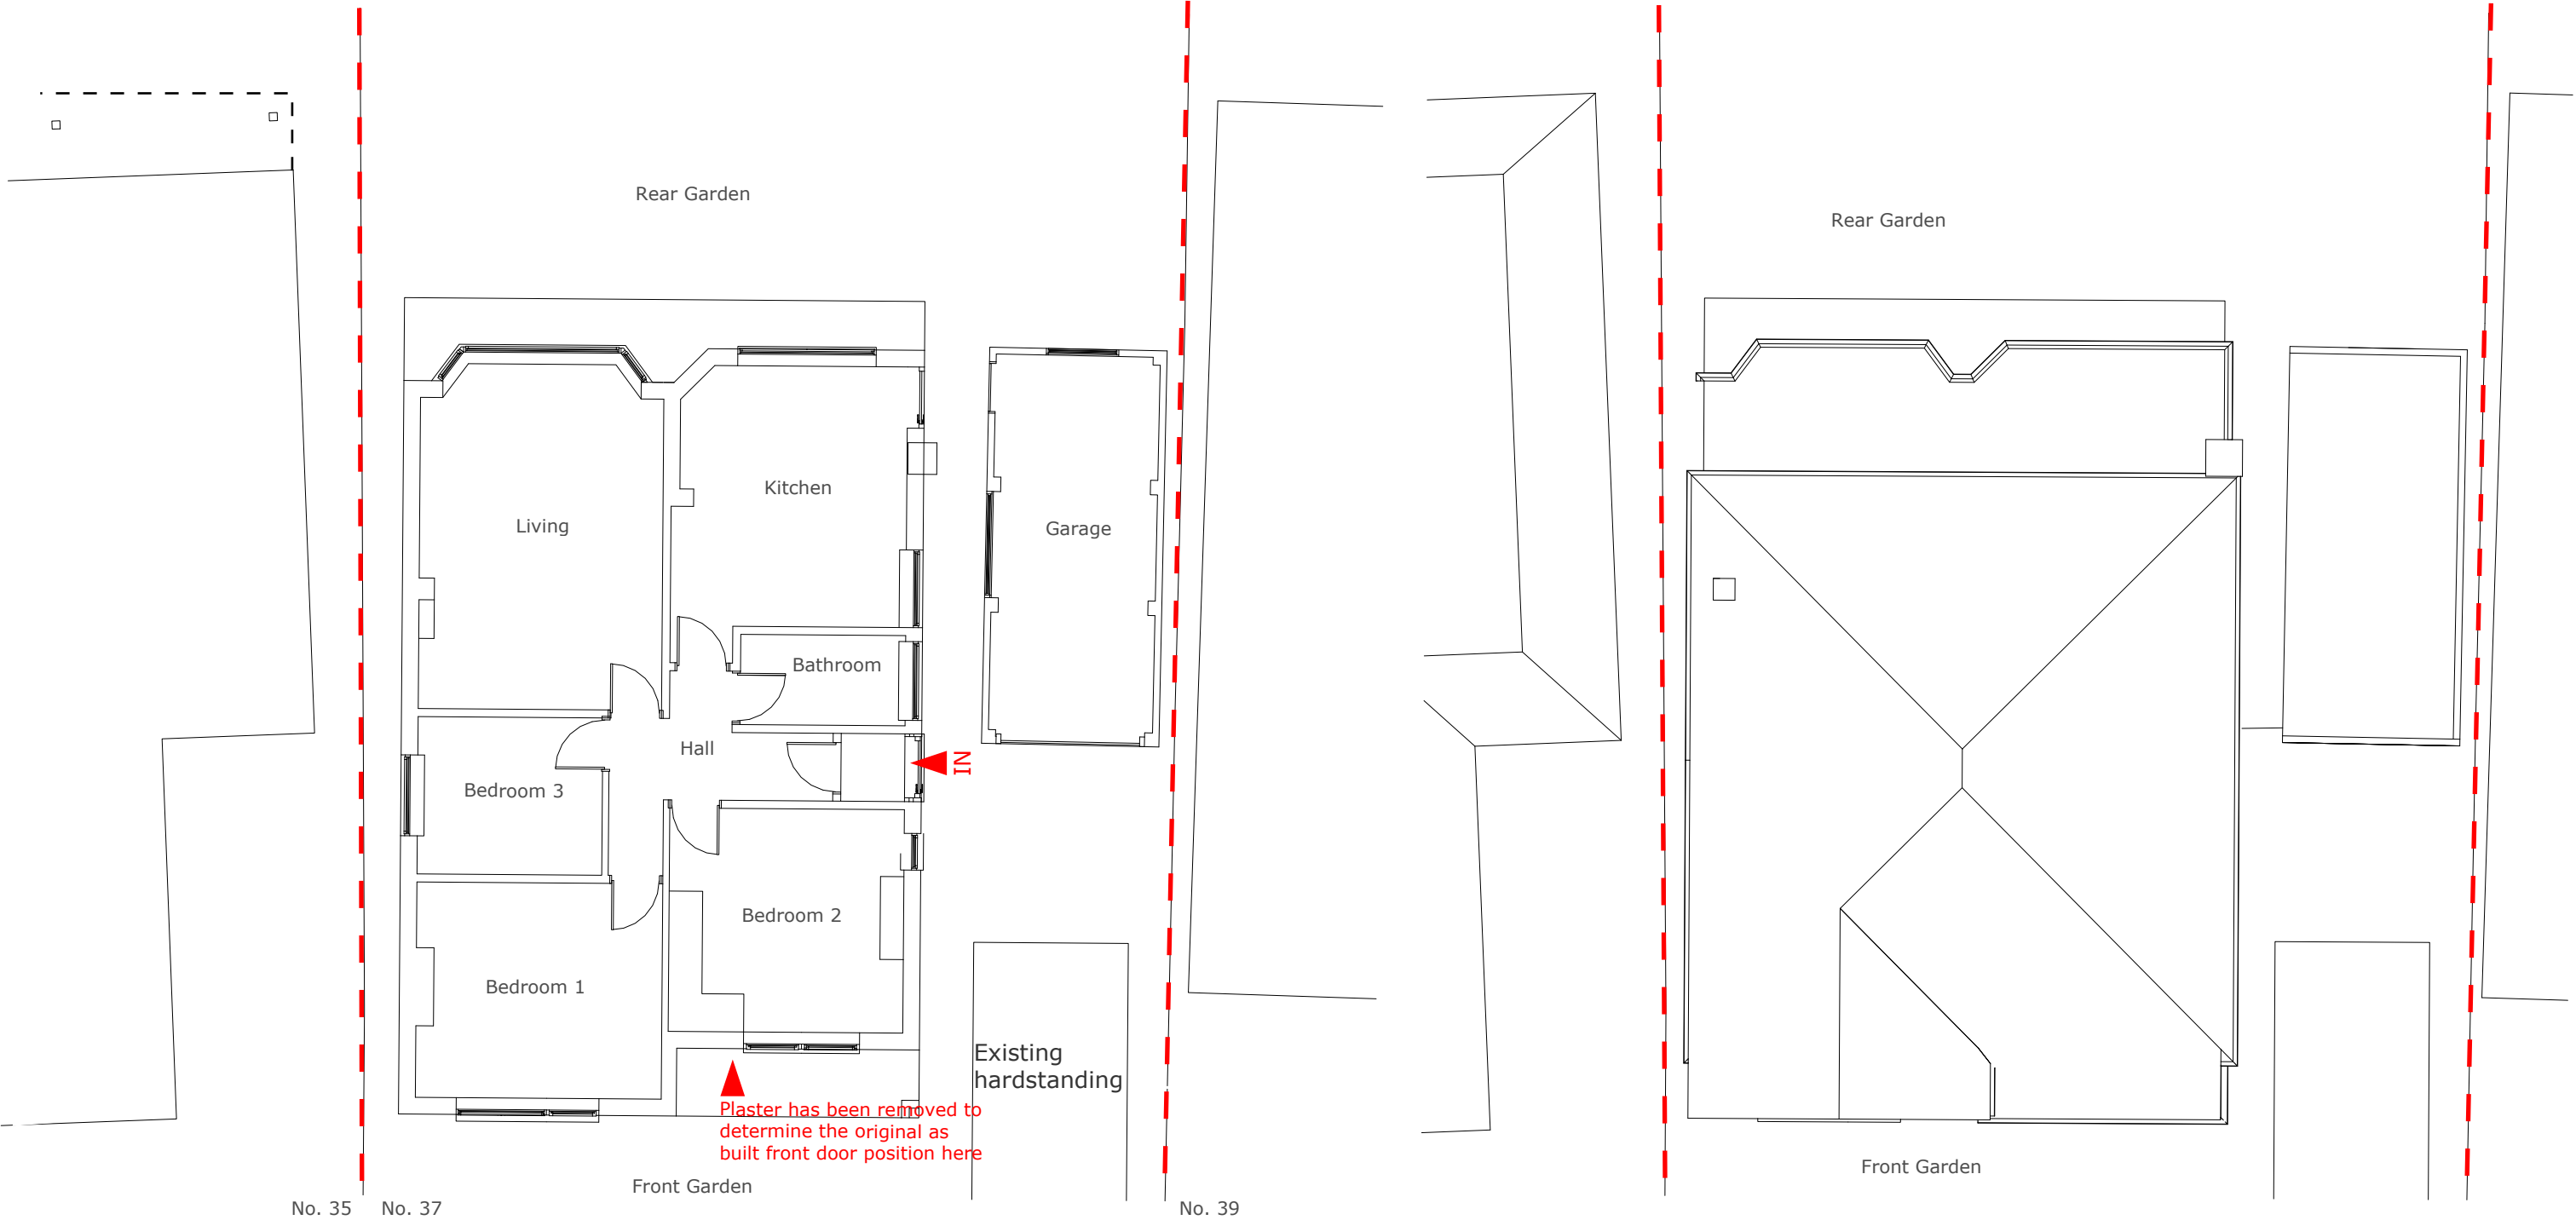 Rear Garden
Rear Garden
Kitchen
Living
Garage
Bathroom
Hall
IN
Bedroom 3
Bedroom 2
Bedroom 1
Existing
hardstanding
Plaster has been removed to
determine the original as
built front door position here
Front Garden
Front Garden
No. 35
No. 37
No. 39